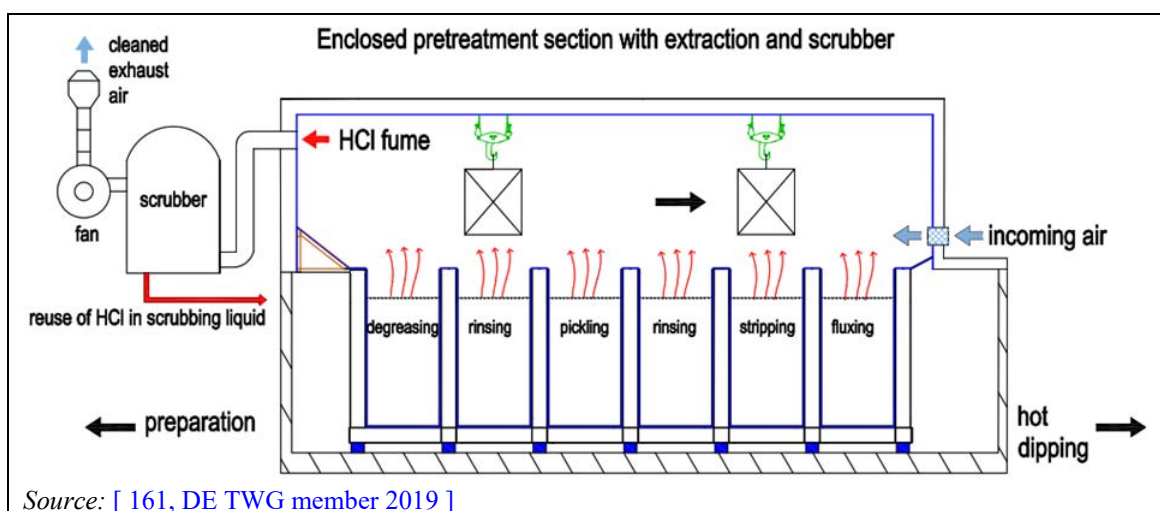 Enclosed pretreatment section with extraction and scrubber
cleaned
exhaust
air
HCl fume
scrubber
fan
incoming air
reuse of HCl in scrubbing liquid
degreasing
rinsing
pickling
rinsing
stripping
fluxing
preparation
hot
dipping
Source: [ 161, DE TWG member 2019 ]